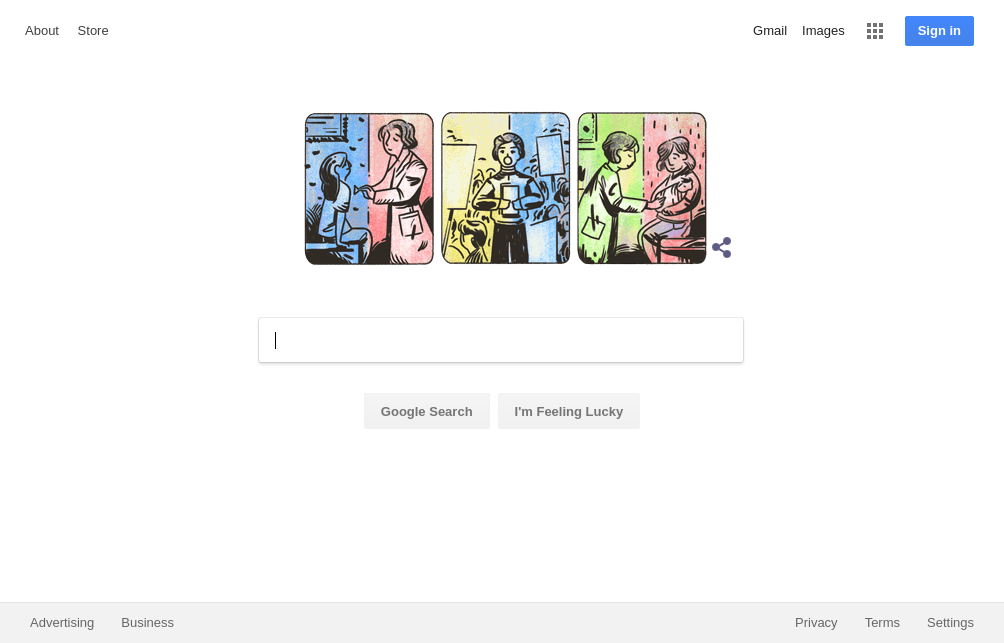 About Store Gmail Images Sign in
Google Search I'm Feeling Lucky
Advertising Business Privacy Terms Settings